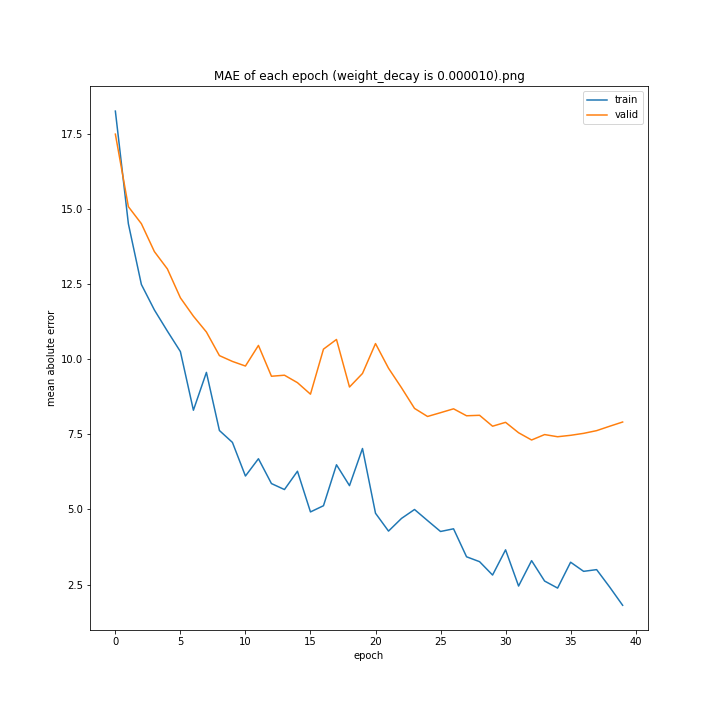 MAE of each epoch (weight_decay is 0.000010).png
train
valid
17.5
15.0
12.5
10.0
7.5
5.0
2.5
mean abolute error
0 5 10 15 20 25 30 35 40
epoch